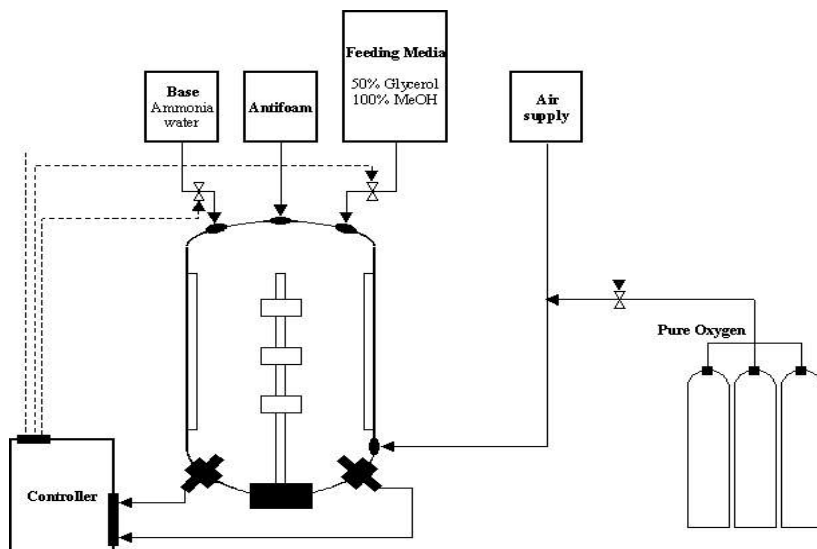 Feeding Media
50% Glycerol
100% MeOH
Base
Ammonia
water
Antifoam
Air
supply
Pure Oxygen
Controller